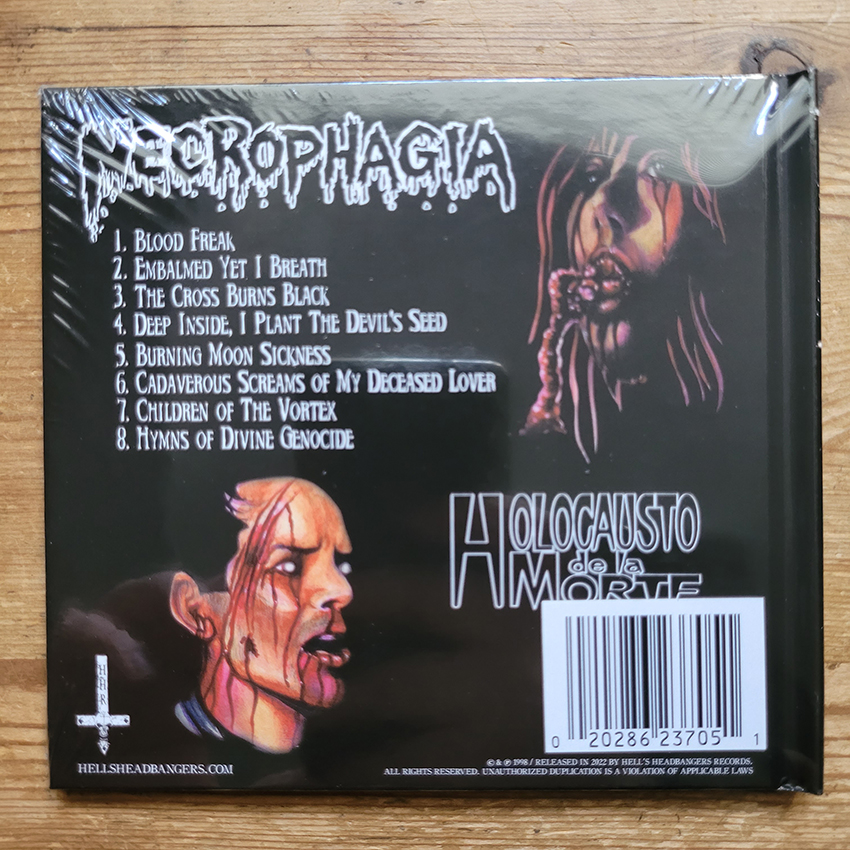 NECROPHAGIA
1. BLOOD FREAK
2. EMBALMED YET I BREATH
3. THE CROSS BURNS BLACK
4. DEEP INSIDE, I PLANT THE DEVIL'S SEED
5. BURNING MOON SICKNESS
6. CADAVEROUS SCREAMS OF MY DECEASED LOVER
7. CHILDREN OF THE VORTEX
8. HYMNS OF DIVINE GENOCIDE
HOLOCAUSTO
de la
MORTE
HHR
0 20286 23705 1
HELLSHEADBANGERS.COM
© & ℗ 1998 / RELEASED IN 2022 BY HELL'S HEADBANGERS RECORDS.
ALL RIGHTS RESERVED. UNAUTHORIZED DUPLICATION IS A VIOLATION OF APPLICABLE LAWS